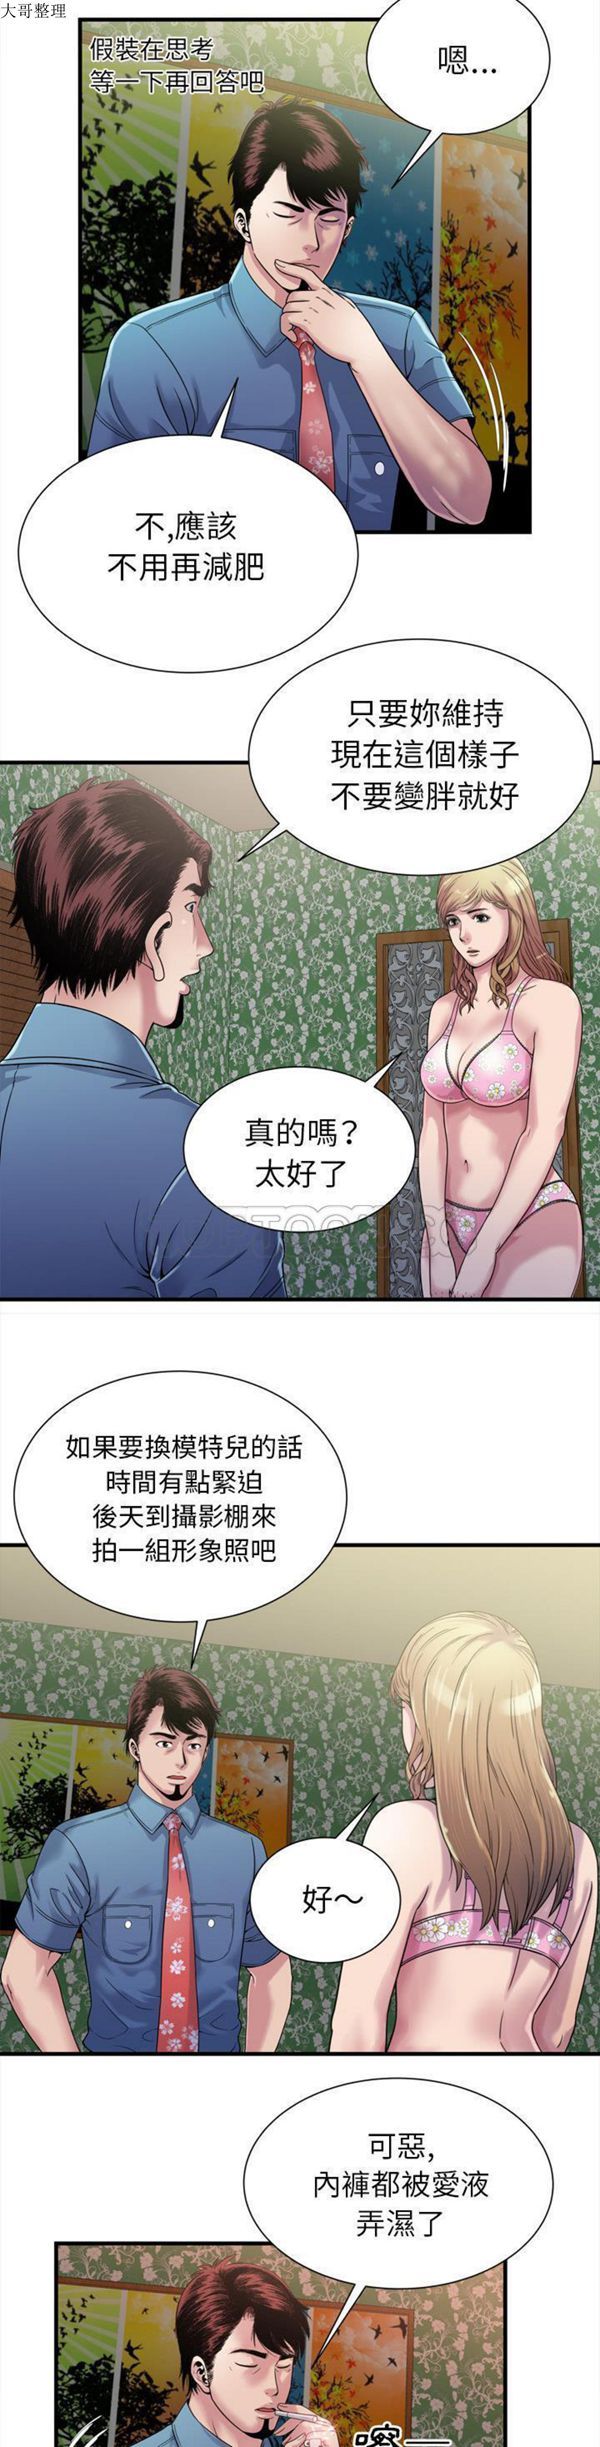 大哥整理
假裝在思考
等一下再回答吧
嗯...
不,應該
不用再減肥
只要妳維持
現在這個樣子
不要變胖就好
真的嗎?
太好了
如果要換模特兒的話
時間有點緊迫
後天到攝影棚來
拍一組形象照吧
好～
可惡,
內褲都被愛液
弄濕了